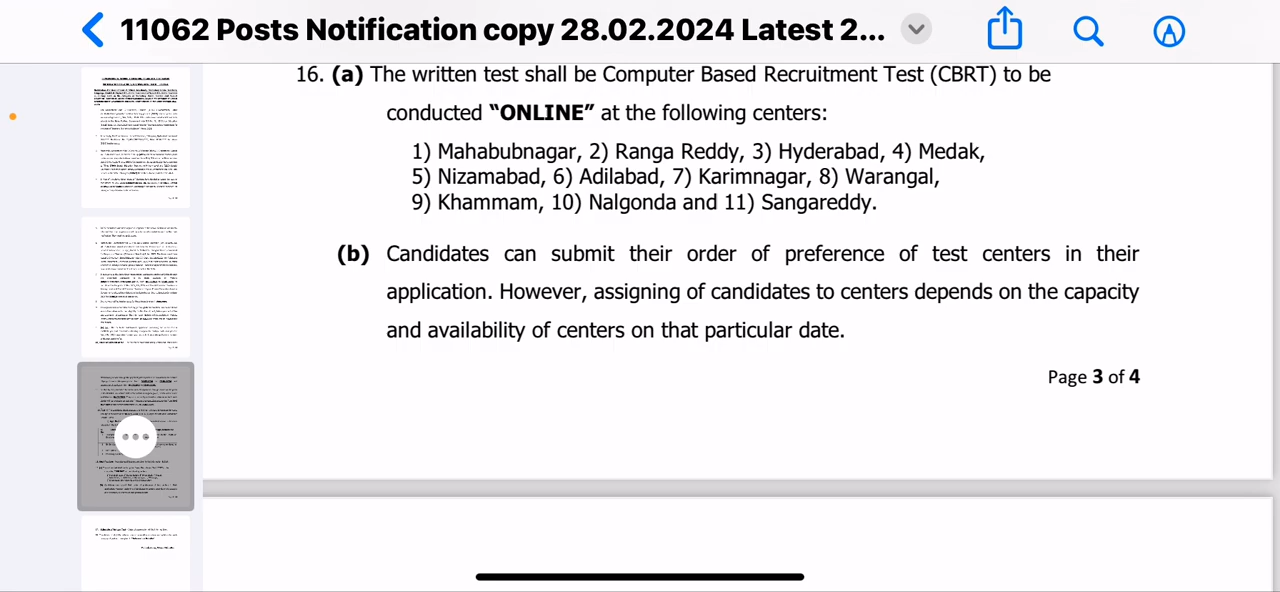 11062 Posts Notification copy 28.02.2024 Latest 2...
16. (a) The written test shall be Computer Based Recruitment Test (CBRT) to be
conducted “ONLINE” at the following centers:
1) Mahabubnagar, 2) Ranga Reddy, 3) Hyderabad, 4) Medak,
5) Nizamabad, 6) Adilabad, 7) Karimnagar, 8) Warangal,
9) Khammam, 10) Nalgonda and 11) Sangareddy.
(b) Candidates can submit their order of preference of test centers in their
application. However, assigning of candidates to centers depends on the capacity
and availability of centers on that particular date.
Page 3 of 4